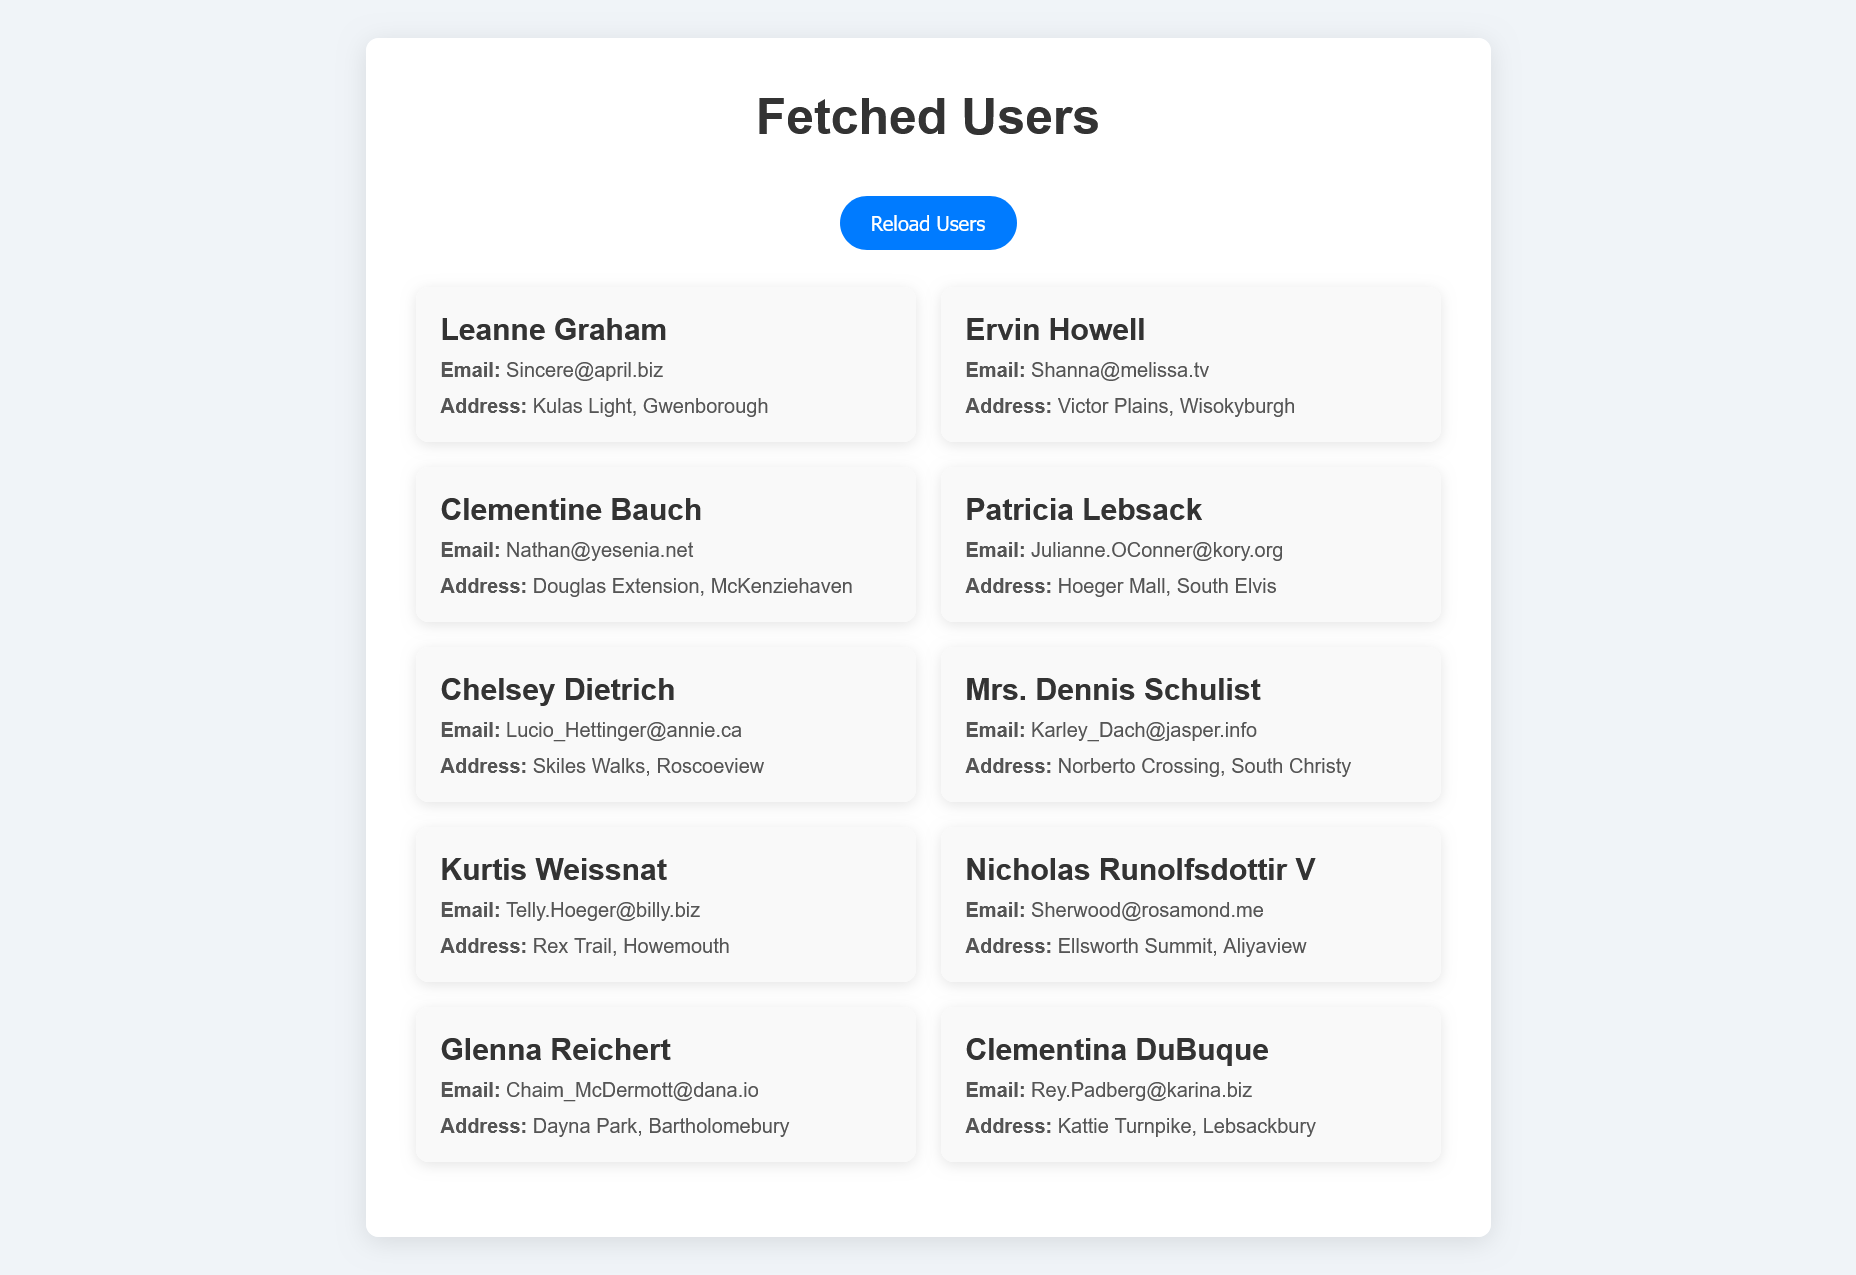 Fetched Users
Reload Users
Leanne Graham
Email: Sincere@april.biz
Address: Kulas Light, Gwenborough
Ervin Howell
Email: Shanna@melissa.tv
Address: Victor Plains, Wisokyburgh
Clementine Bauch
Email: Nathan@yesenia.net
Address: Douglas Extension, McKenziehaven
Patricia Lebsack
Email: Julianne.OConner@kory.org
Address: Hoeger Mall, South Elvis
Chelsey Dietrich
Email: Lucio_Hettinger@annie.ca
Address: Skiles Walks, Roscoeview
Mrs. Dennis Schulist
Email: Karley_Dach@jasper.info
Address: Norberto Crossing, South Christy
Kurtis Weissnat
Email: Telly.Hoeger@billy.biz
Address: Rex Trail, Howemouth
Nicholas Runolfsdottir V
Email: Sherwood@rosamond.me
Address: Ellsworth Summit, Aliyaview
Glenna Reichert
Email: Chaim_McDermott@dana.io
Address: Dayna Park, Bartholomebury
Clementina DuBuque
Email: Rey.Padberg@karina.biz
Address: Kattie Turnpike, Lebsackbury